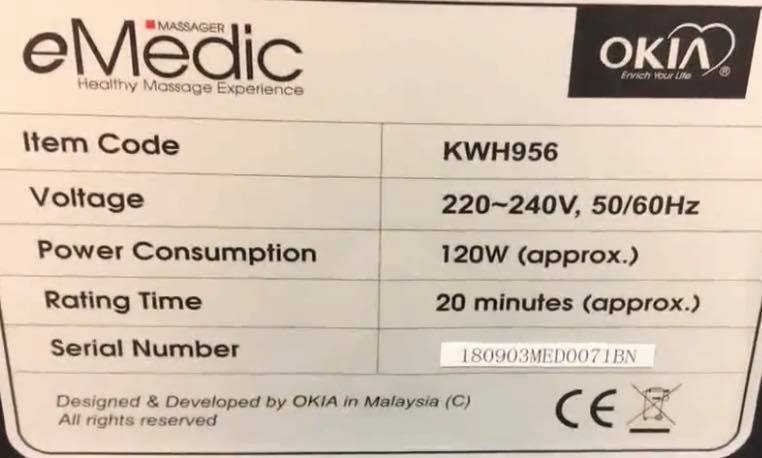 MASSAGER
eMedic
Healthy Massage Experience
OKIA
Enrich Your Life ®
Item Code KWH956
Voltage 220~240V, 50/60Hz
Power Consumption 120W (approx.)
Rating Time 20 minutes (approx.)
Serial Number 180903MED0071BN
Designed & Developed by OKIA in Malaysia (C)
All rights reserved
CE